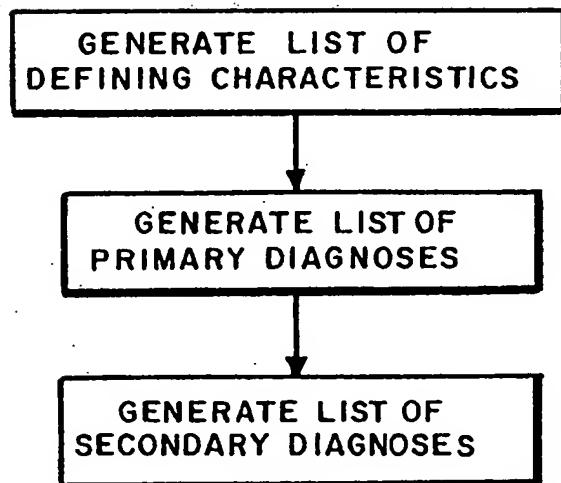 GENERATE LIST OF
DEFINING CHARACTERISTICS
GENERATE LIST OF
PRIMARY DIAGNOSES
GENERATE LIST OF
SECONDARY DIAGNOSES